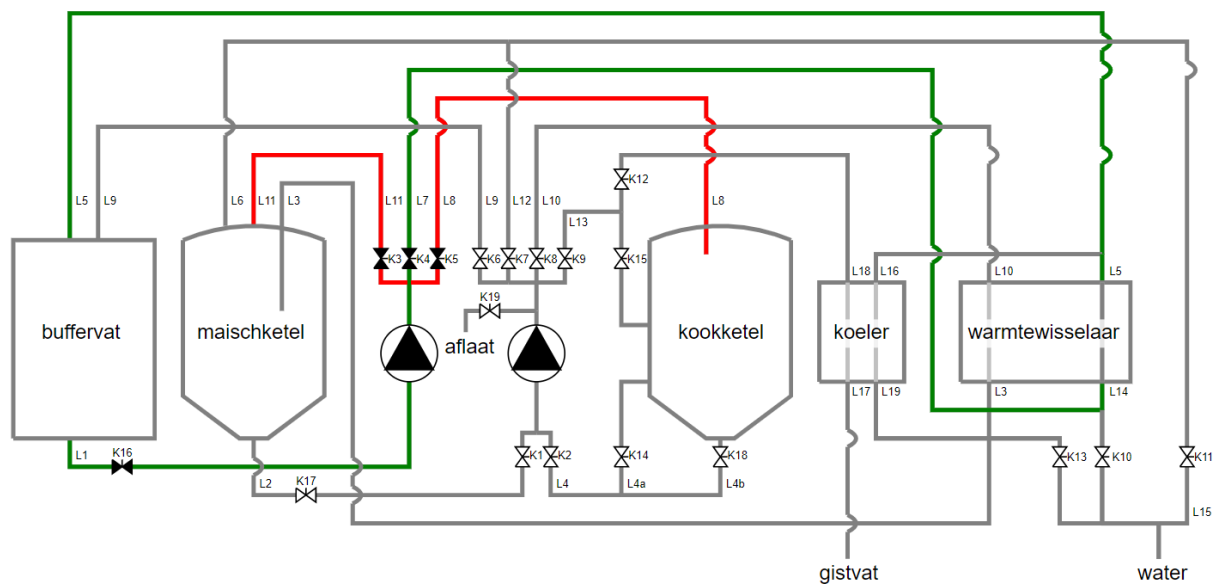 L5
L9
L6
L11
L3
L11
L7
L8
L9
L12
L10
K12
L13
L8
K3
K4
K5
K6
K7
K8
K9
K15
L18
L16
L10
L5
K19
buffervat
maischketel
aflaat
kookketel
koeler
warmtewisselaar
L17
L19
L3
L14
L1
K16
K1
K2
K14
K18
K13
K10
K11
L2
K17
L4
L4a
L4b
L15
gistvat
water